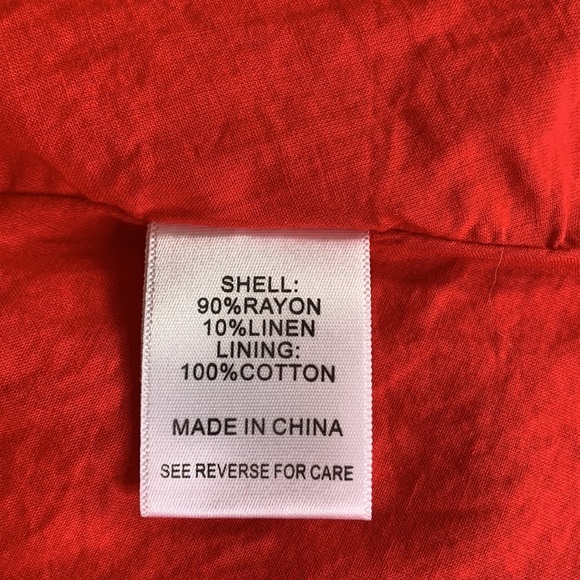 SHELL:
90%RAYON
10%LINEN
LINING:
100%COTTON
MADE IN CHINA
SEE REVERSE FOR CARE